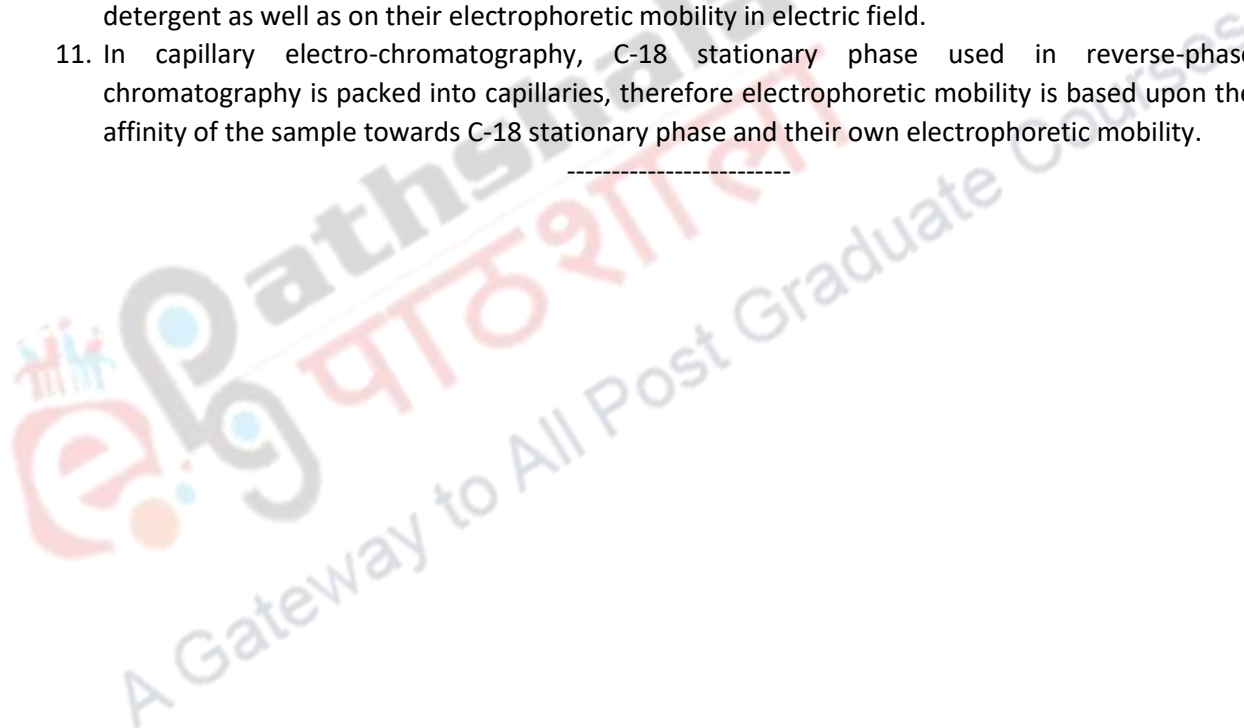 detergent as well as on their electrophoretic mobility in electric field.
11. In capillary electro-chromatography, C-18 stationary phase used in reverse-phase
chromatography is packed into capillaries, therefore electrophoretic mobility is based upon the
affinity of the sample towards C-18 stationary phase and their own electrophoretic mobility.
-------------------------
Pathshala
पाठशाला
A Gateway to All Post Graduate Courses